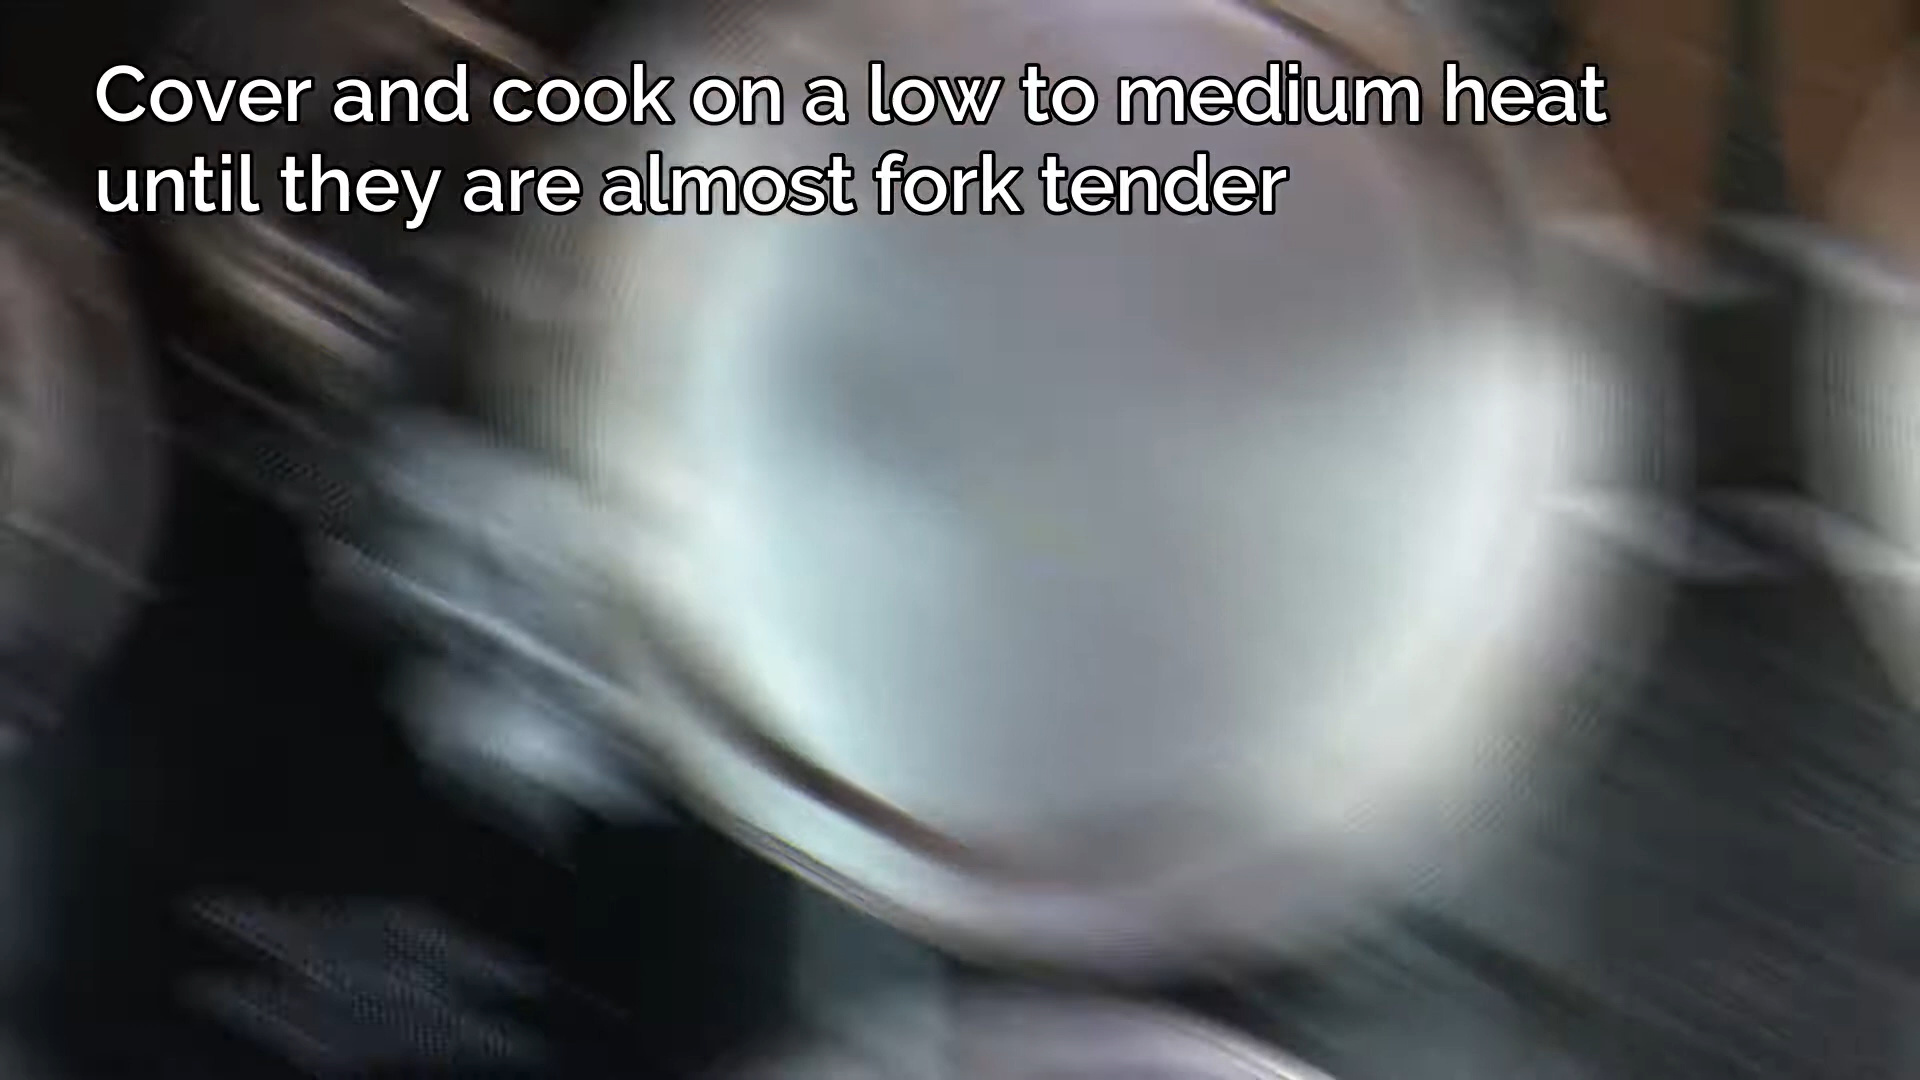 Cover and cook on a low to medium heat
until they are almost fork tender